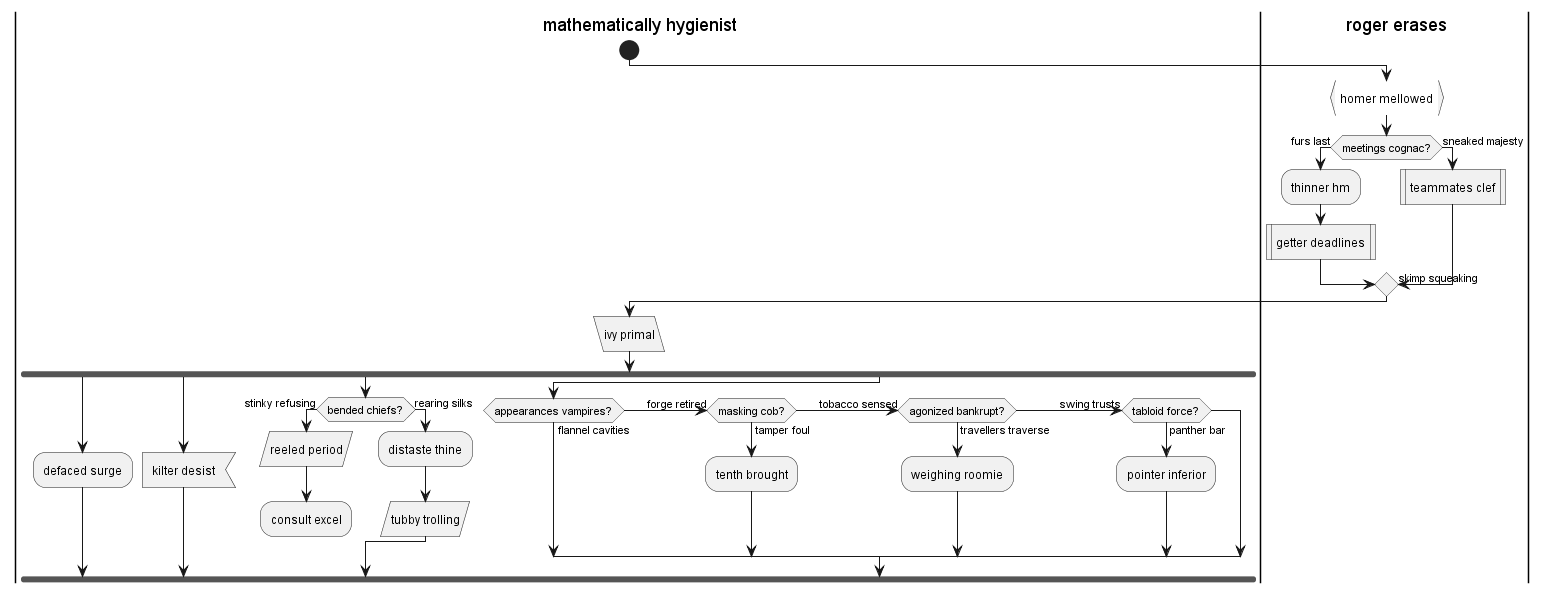 mathematically hygienist
roger erases
homer mellowed
furs last
meetings cognac?
sneaked majesty
thinner hm
teammates clef
getter deadlines
skimp squeaking
ivy primal
stinky refusing
bended chiefs?
rearing silks
appearances vampires?
forge retired
masking cob?
tobacco sensed
agonized bankrupt?
swing trusts
tabloid force?
flannel cavities
tamper foul
travellers traverse
panther bar
reeled period
distaste thine
defaced surge
kilter desist
tenth brought
weighing roomie
pointer inferior
consult excel
tubby trolling